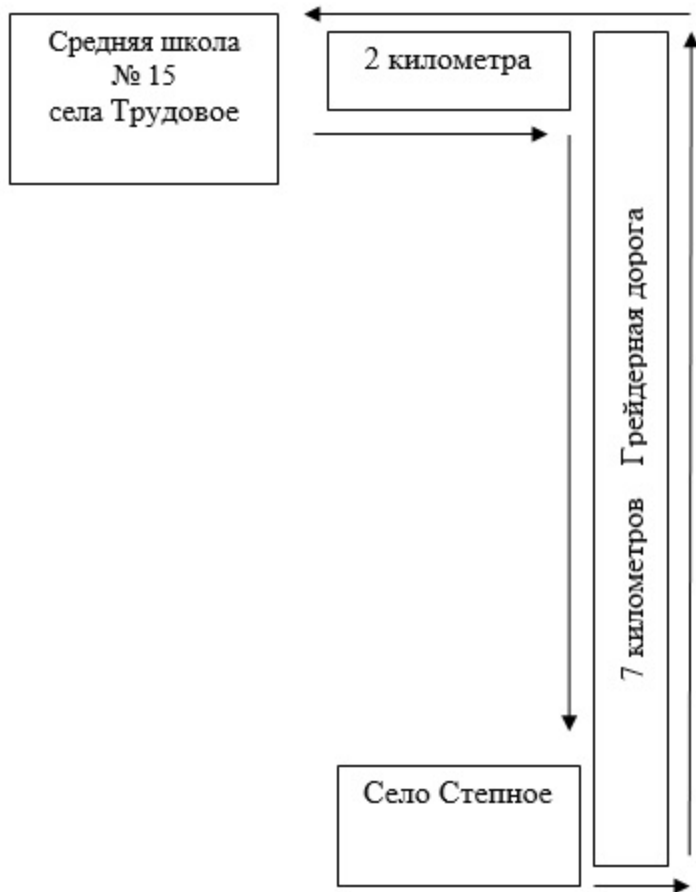 Средняя школа
№ 15
села Трудовое
2 километра
7 километров Грейдерная дорога
Село Степное